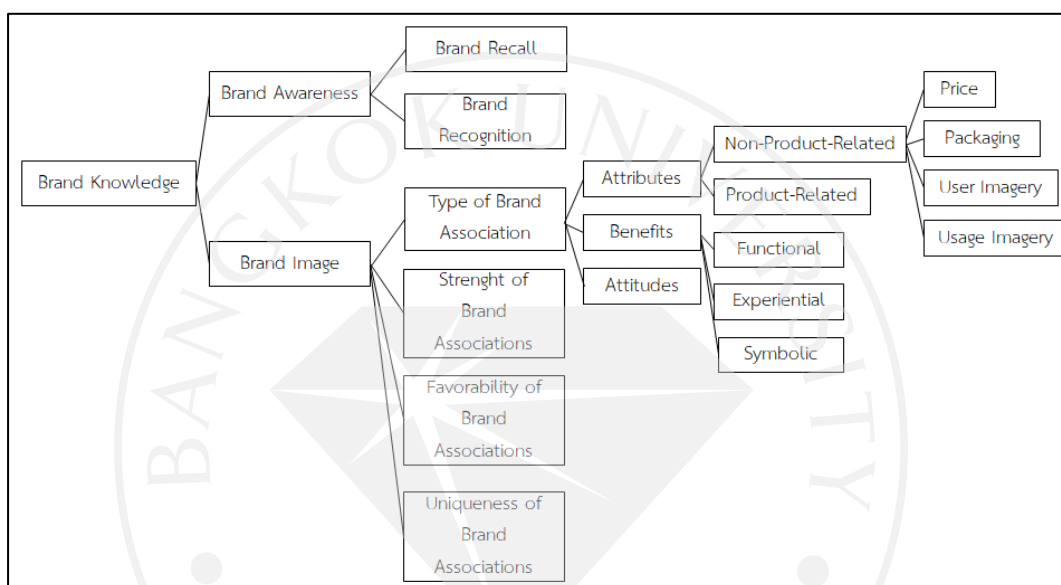 Brand Recall
Brand Awareness
Brand
Recognition
Brand Knowledge
Brand Image
Type of Brand
Association
Strenght of
Brand
Associations
Favorability of
Brand
Associations
Uniqueness of
Brand
Associations
Attributes
Benefits
Attitudes
Non-Product-Related
Product-Related
Functional
Experiential
Symbolic
Price
Packaging
User Imagery
Usage Imagery
BANGKOK UNIVERSITY